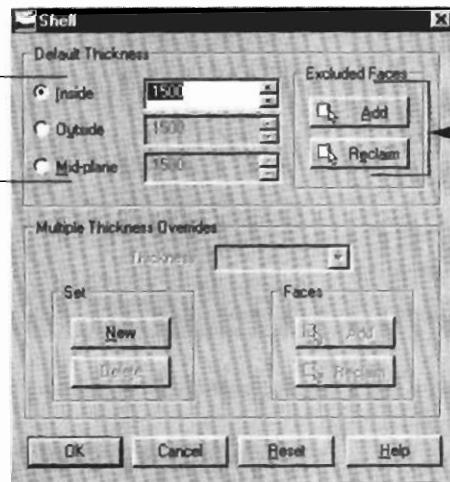 Shell
Default Thickness
Inside
.1500
Outside
.1500
Mid-plane
.1500
Excluded Faces
Add
Reclaim
Multiple Thickness Overrides
Thickness
Set
New
Delete
Faces
Add
Reclaim
OK
Cancel
Reset
Help